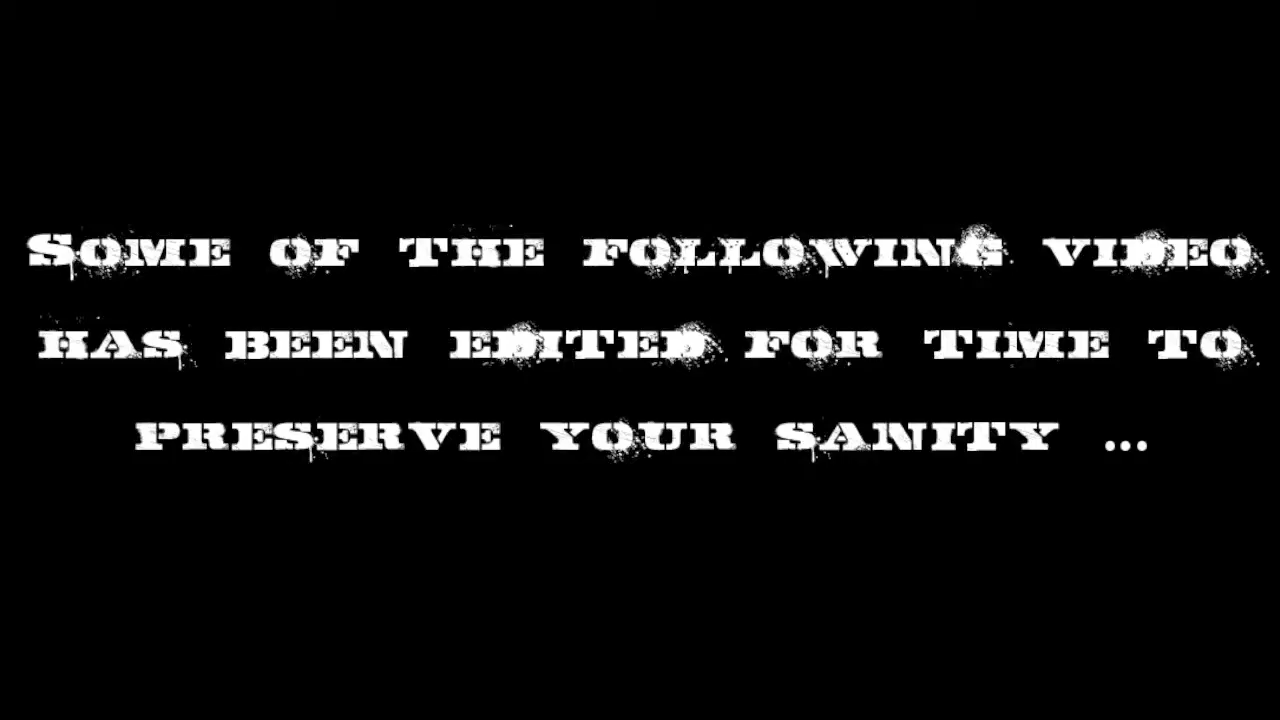 Some of the following video
has been edited for time to
preserve your sanity ...